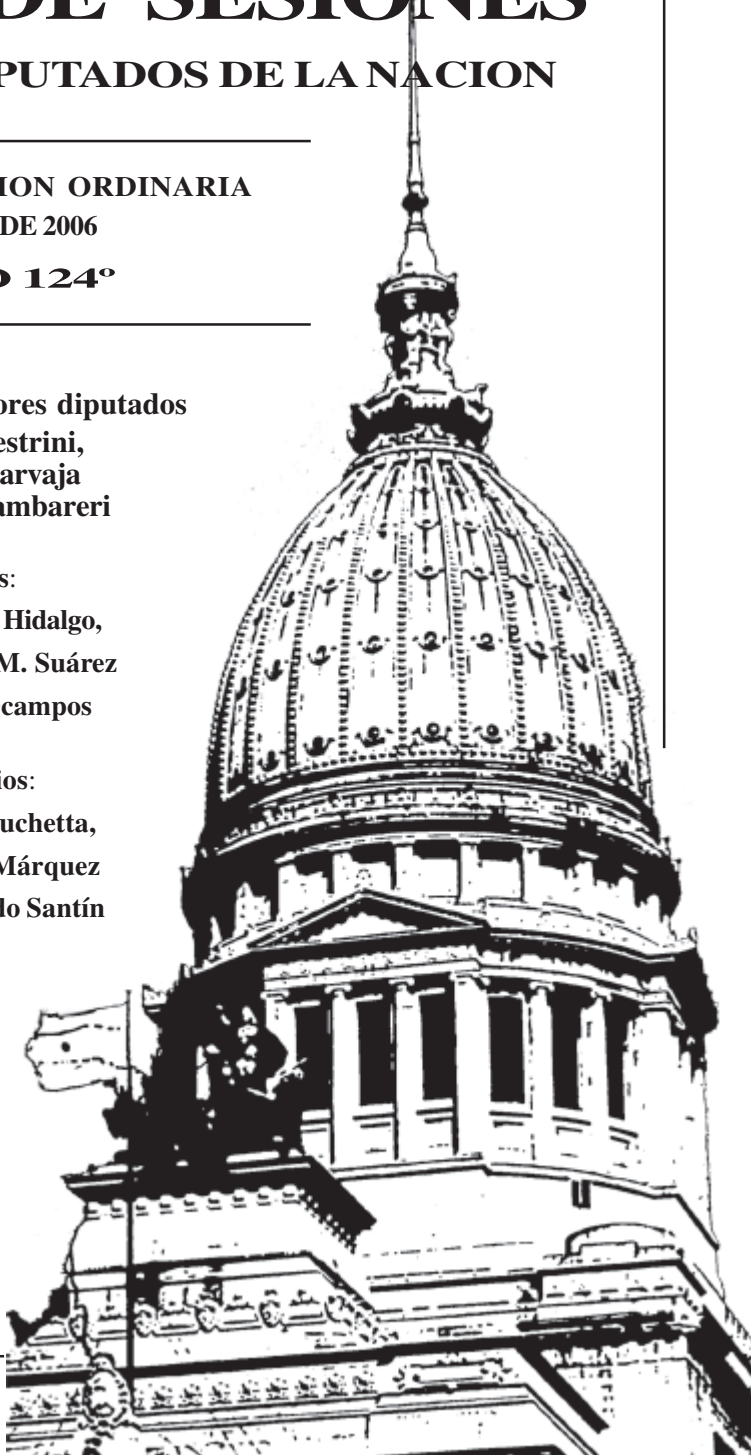 DE SESIONES
PUTADOS DE LA NACION
ION ORDINARIA
DE 2006
O 124º
ores diputados
estrini,
arvaja
ambareri
s:
Hidalgo,
M. Suárez
campos
ios:
uchetta,
Márquez
do Santín